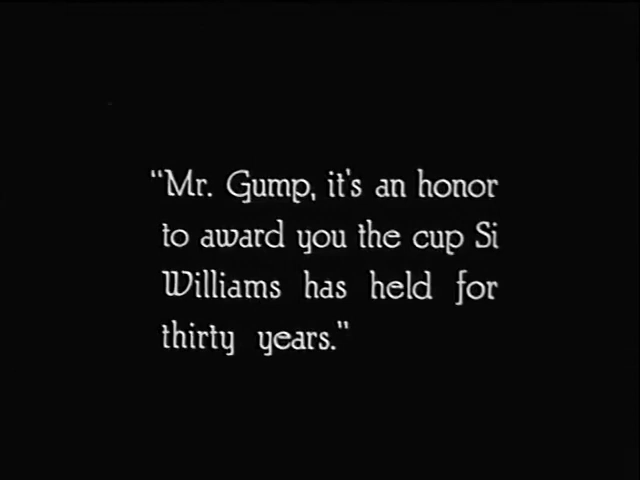 "Mr. Gump, it's an honor
to award you the cup Si
Williams has held for
thirty years."